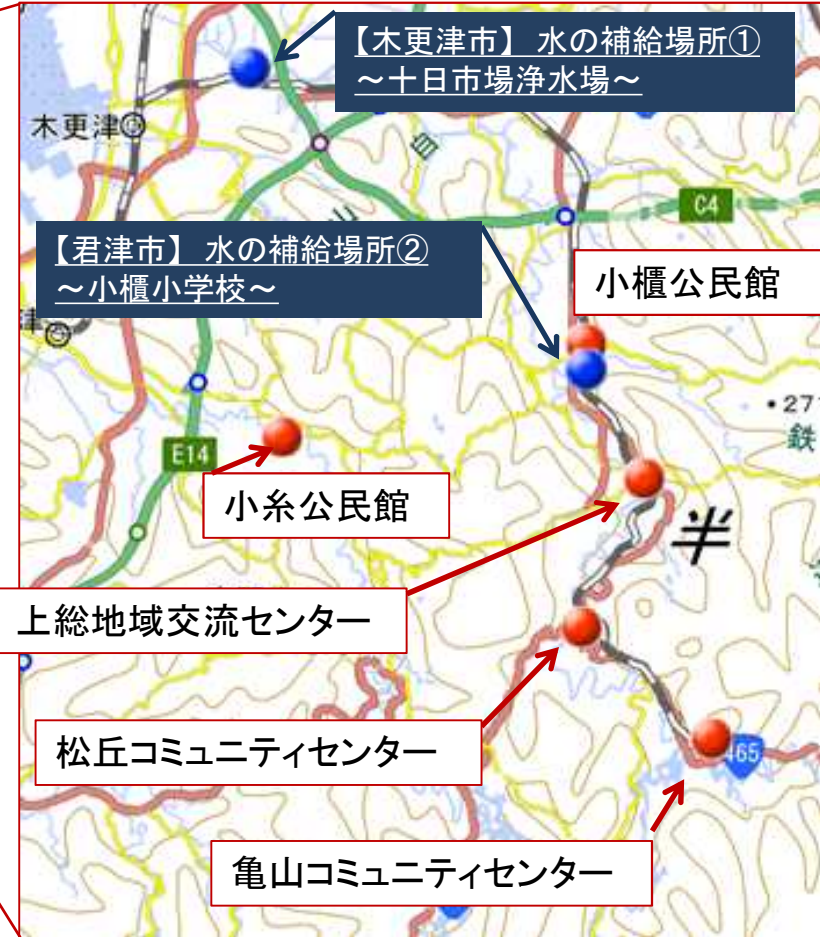 【木更津市】 水の補給場所①
～十日市場浄水場～
木更津
C4
【君津市】 水の補給場所②
～小櫃小学校～
小櫃公民館
津
・27
鉄
E14
小糸公民館
半
上総地域交流センター
松丘コミュニティセンター
465
亀山コミュニティセンター